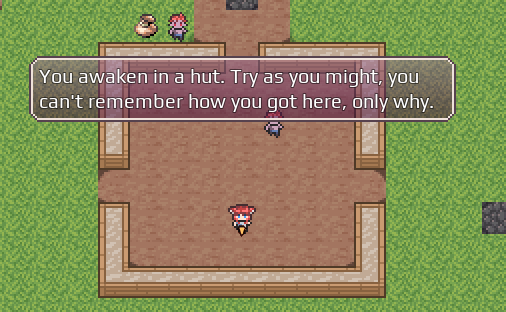 You awaken in a hut. Try as you might, you
can't remember how you got here, only why.